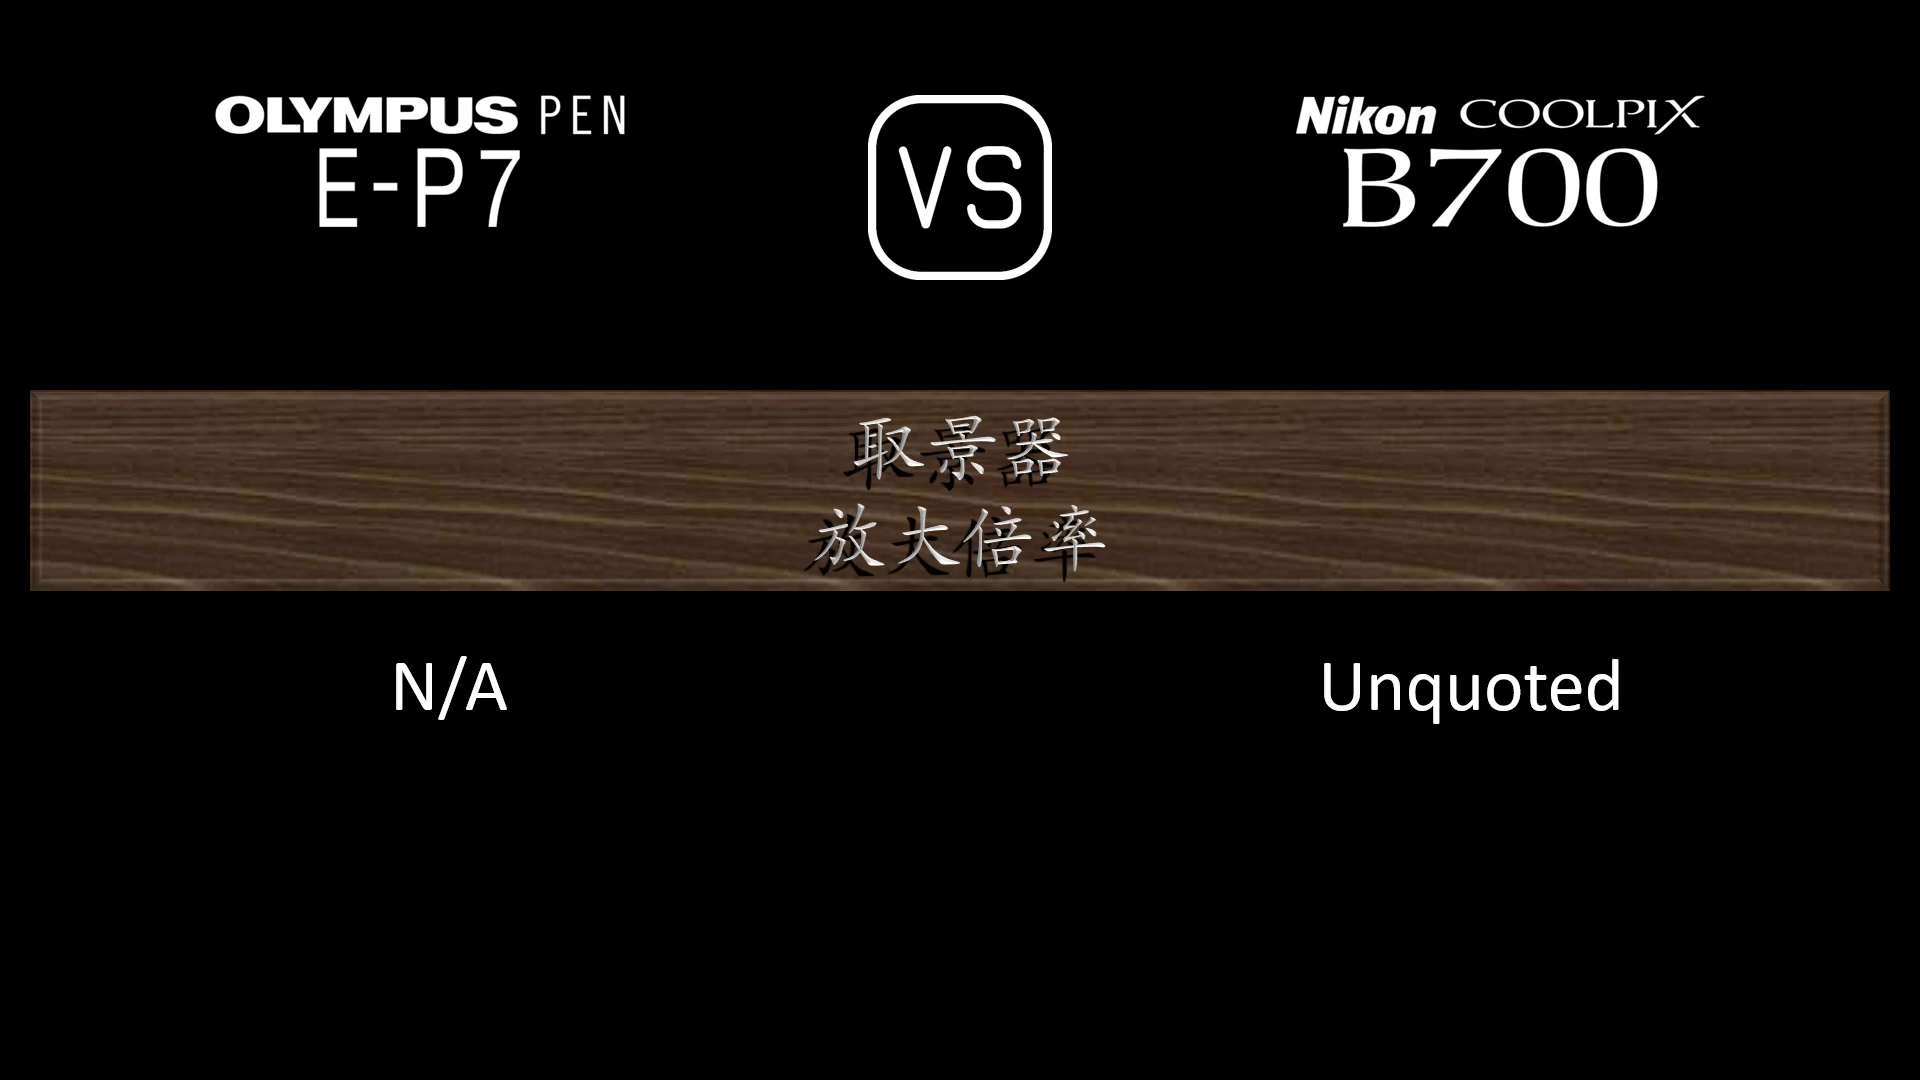 OLYMPUS PEN
E-P7
VS
Nikon COOLPIX
B700
取景器
放大倍率
N/A
Unquoted